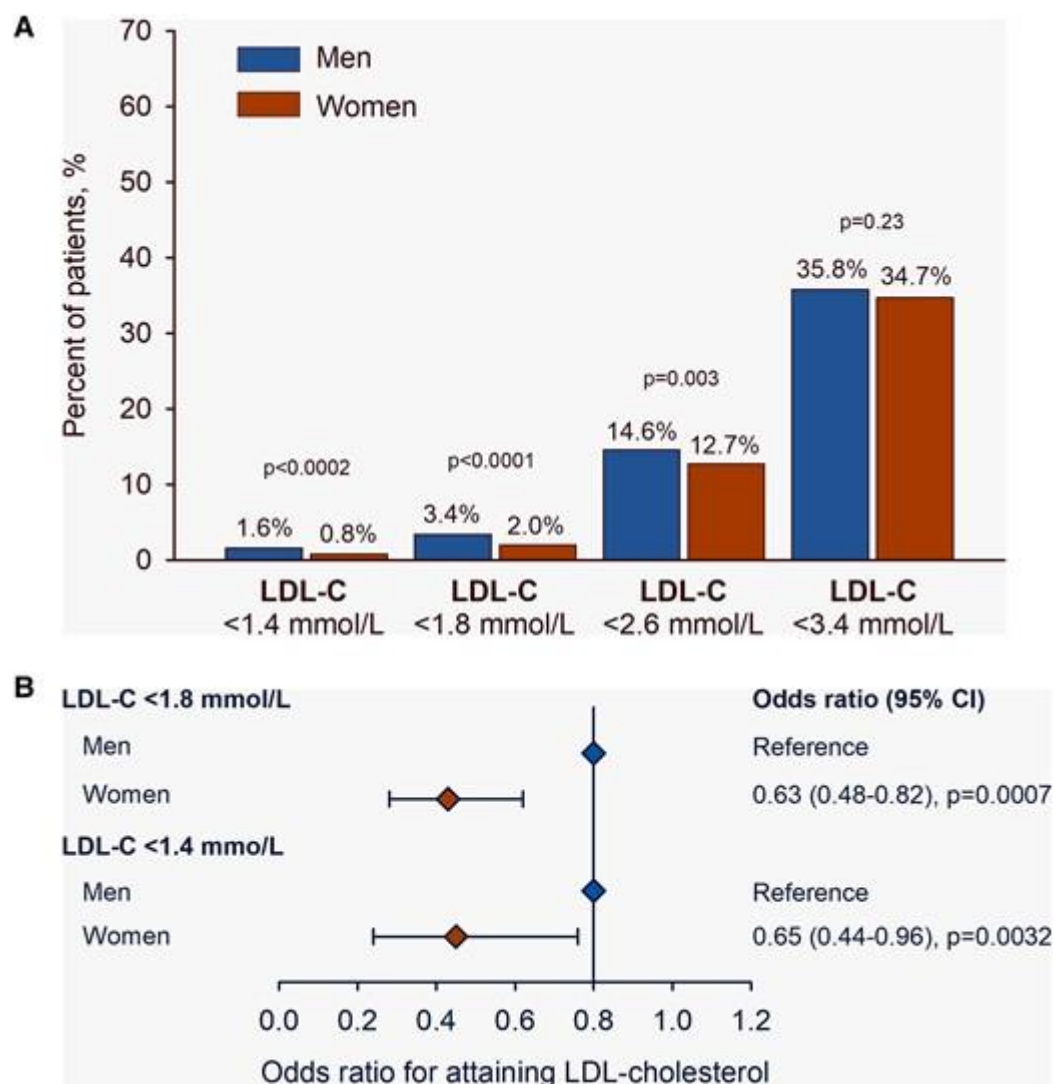 A
70
60
50
40
30
20
10
0
Percent of patients, %
Men
Women
p<0.0002
1.6% 0.8%
p<0.0001
3.4% 2.0%
p=0.003
14.6% 12.7%
p=0.23
35.8% 34.7%
LDL-C LDL-C LDL-C LDL-C
<1.4 mmol/L <1.8 mmol/L <2.6 mmol/L <3.4 mmol/L
B
LDL-C <1.8 mmol/L Odds ratio (95% CI)
Men Reference
Women 0.63 (0.48-0.82), p=0.0007
LDL-C <1.4 mmo/L
Men Reference
Women 0.65 (0.44-0.96), p=0.0032
0.0 0.2 0.4 0.6 0.8 1.0 1.2
Odds ratio for attaining LDL-cholesterol